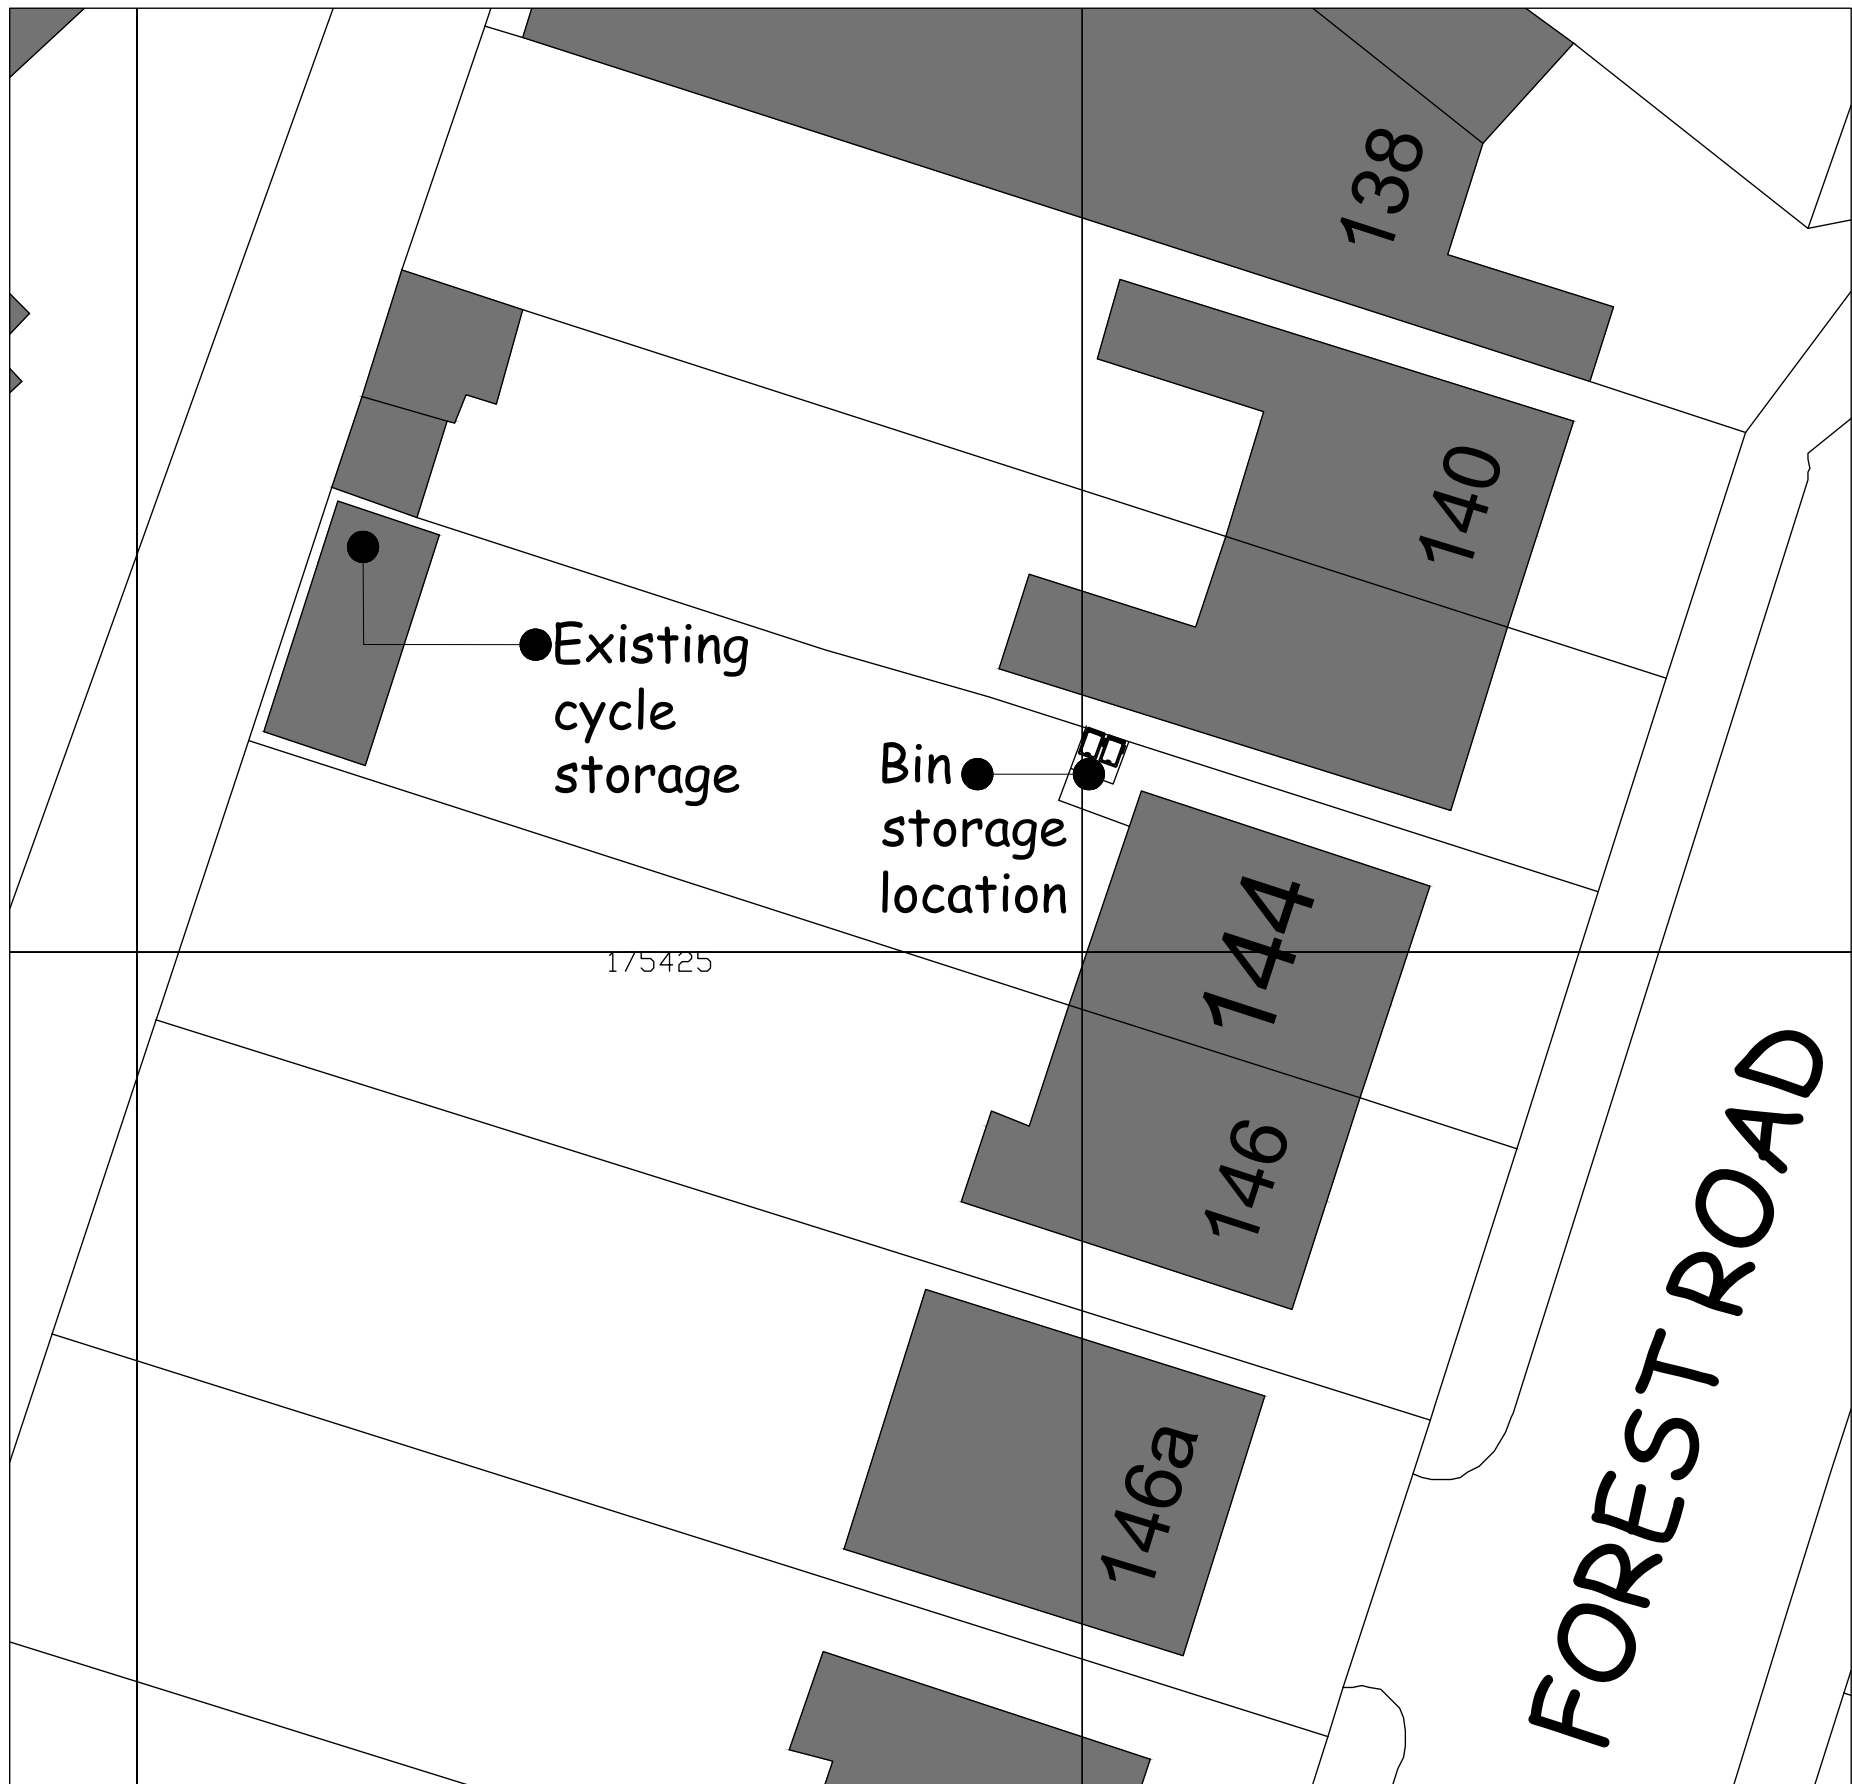 138
140
Existing
cycle
storage
Bin
storage
location
144
175425
146
146a
FOREST ROAD